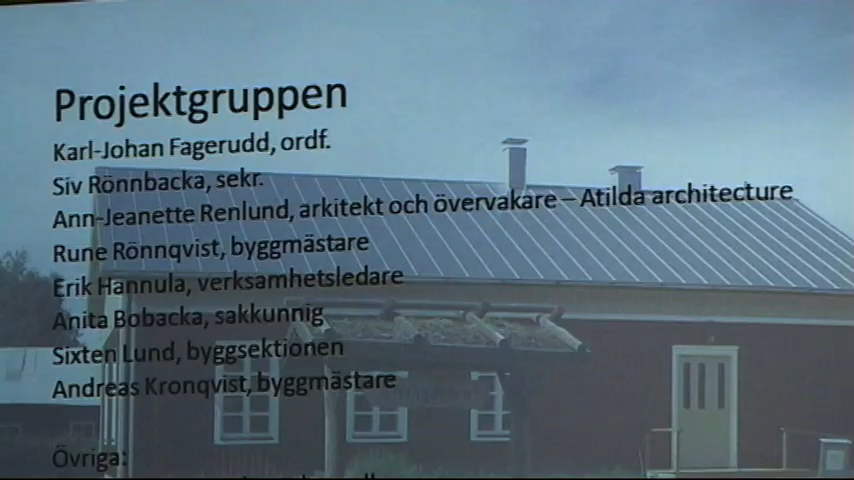 Projektgruppen
Karl-Johan Fagerudd, ordf.
Siv Rönnbacka, sekr.
Ann-Jeanette Renlund, arkitekt och övervakare – Atilda architecture
Rune Rönnqvist, byggmästare
Erik Hannula, verksamhetsledare
Anita Bobacka, sakkunnig
Sixten Lund, byggsektionen
Andreas Kronqvist, byggmästare
Övriga: